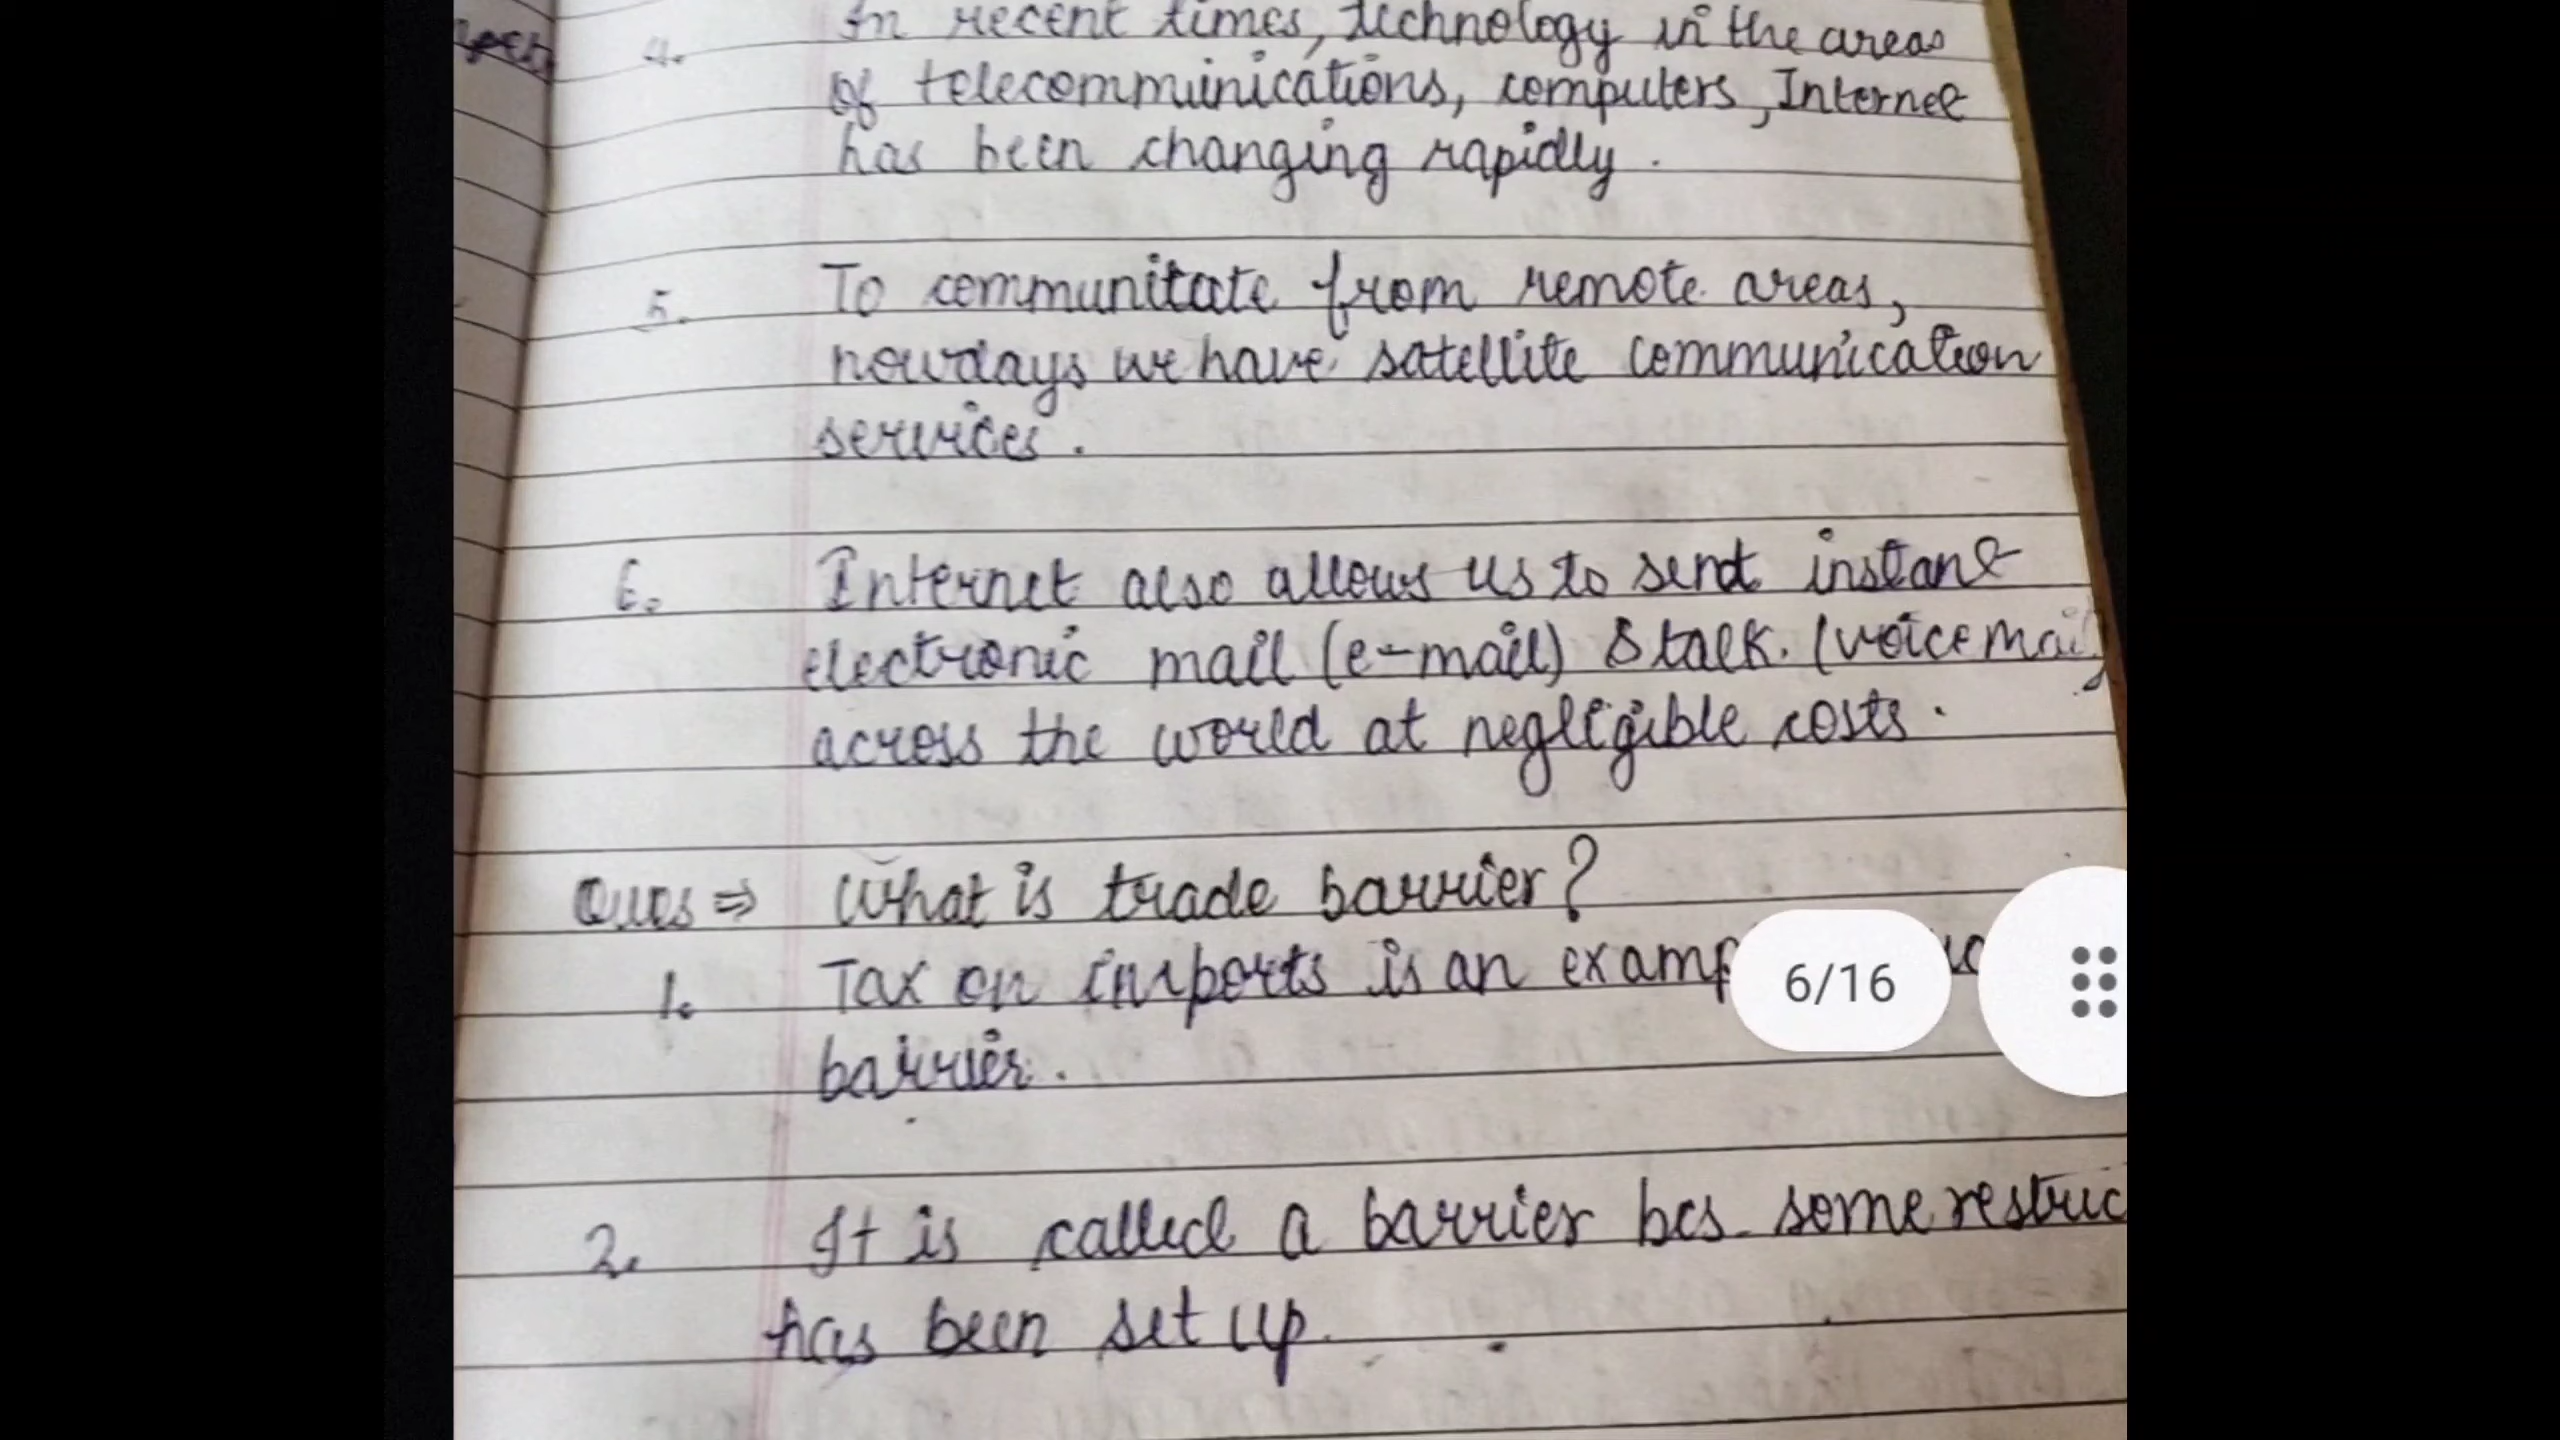 4. In recent times, technology in the areas
of telecommunications, computers, Internet
has been changing rapidly.
5. To communitate from remote areas,
nowdays we have satellite communication
services.
6. Internet also allows us to send instant
electronic mail (e-mail) & talk. (voice mail)
across the world at negligible costs.
Ques ⇒ What is trade barrier?
1. Tax on imports is an examp
6/16
barrier.
2. It is called a barrier bcs some restric
has been set up.